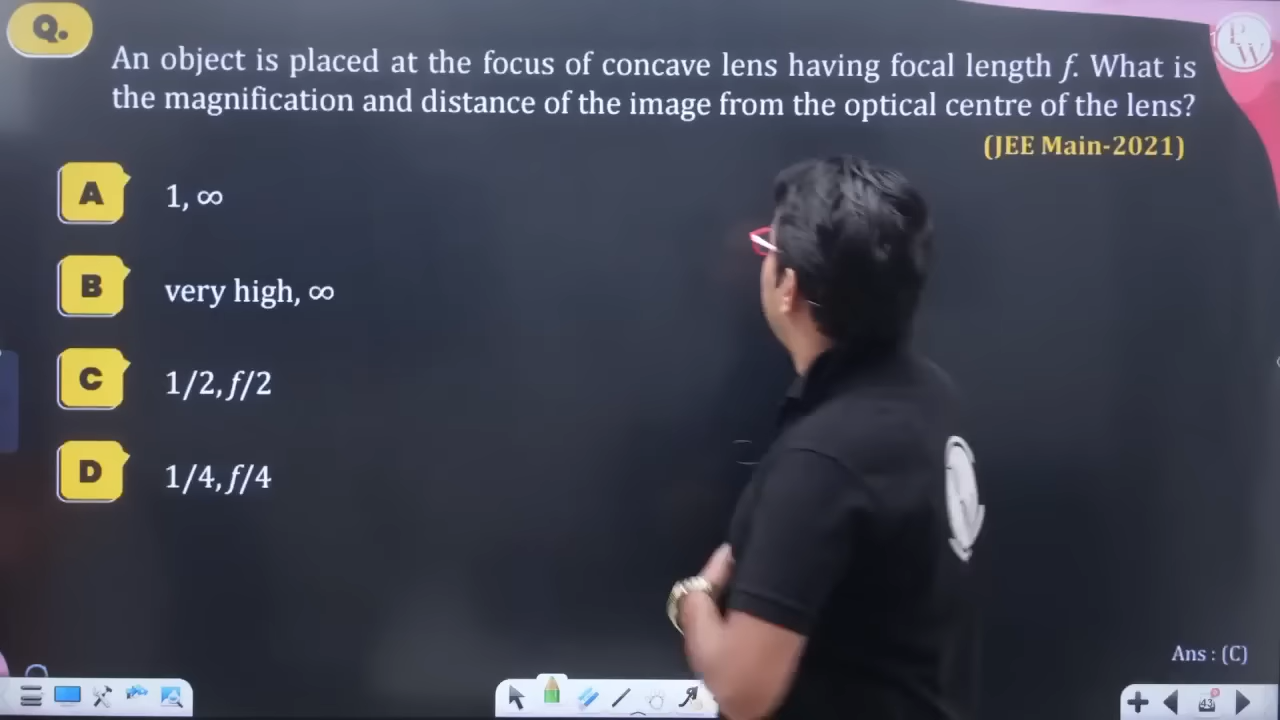 Q.
An object is placed at the focus of concave lens having focal length f. What is
the magnification and distance of the image from the optical centre of the lens?
(JEE Main-2021)
A 1, ∞
B very high, ∞
C 1/2, f/2
D 1/4, f/4
Ans : (C)
PW
43